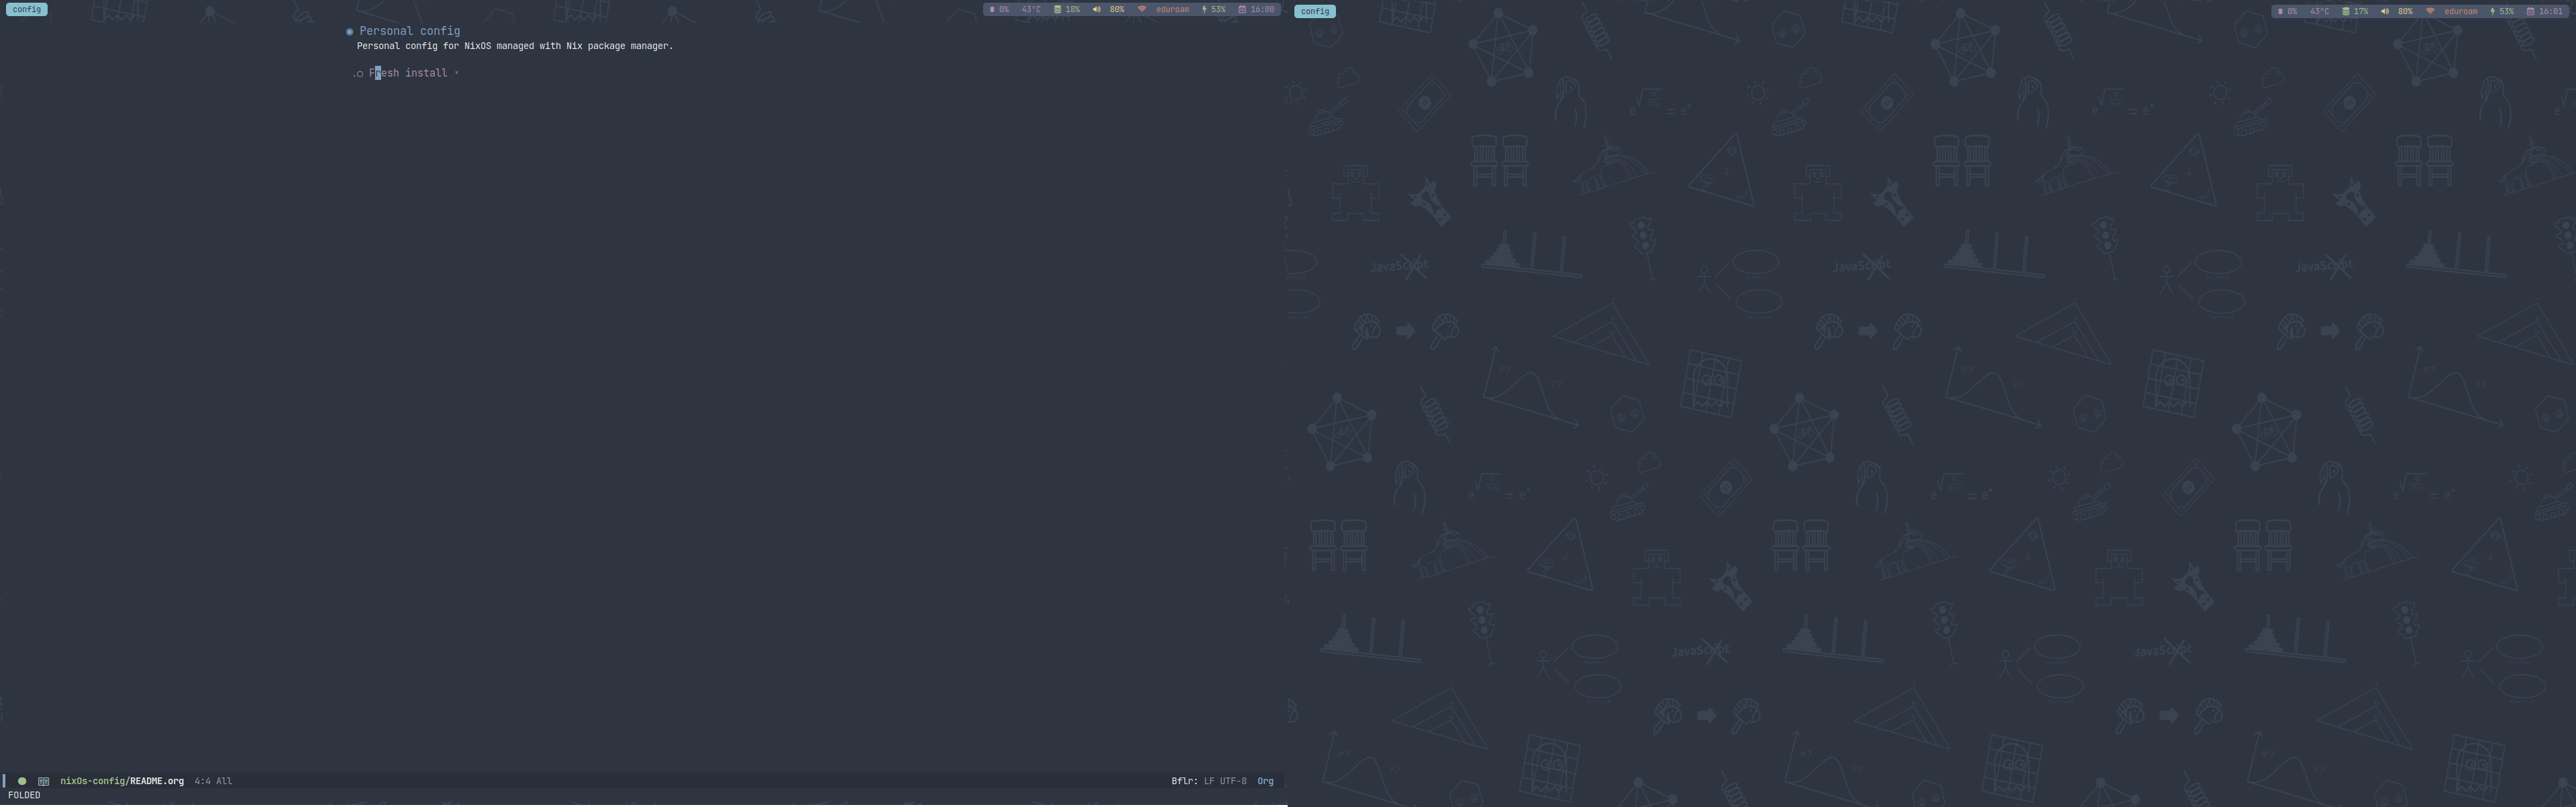 config
0% 43°C 18% 80% eduroam 53% 16:00
Personal config
Personal config for NixOS managed with Nix package manager.
Fresh install
nixOs-config/README.org 4:4 All
Bflr: LF UTF-8 Org
FOLDED
config
0% 43°C 17% 80% eduroam 53% 16:01
JavaScript
JavaScript
JavaScript
JavaScript
JavaScript